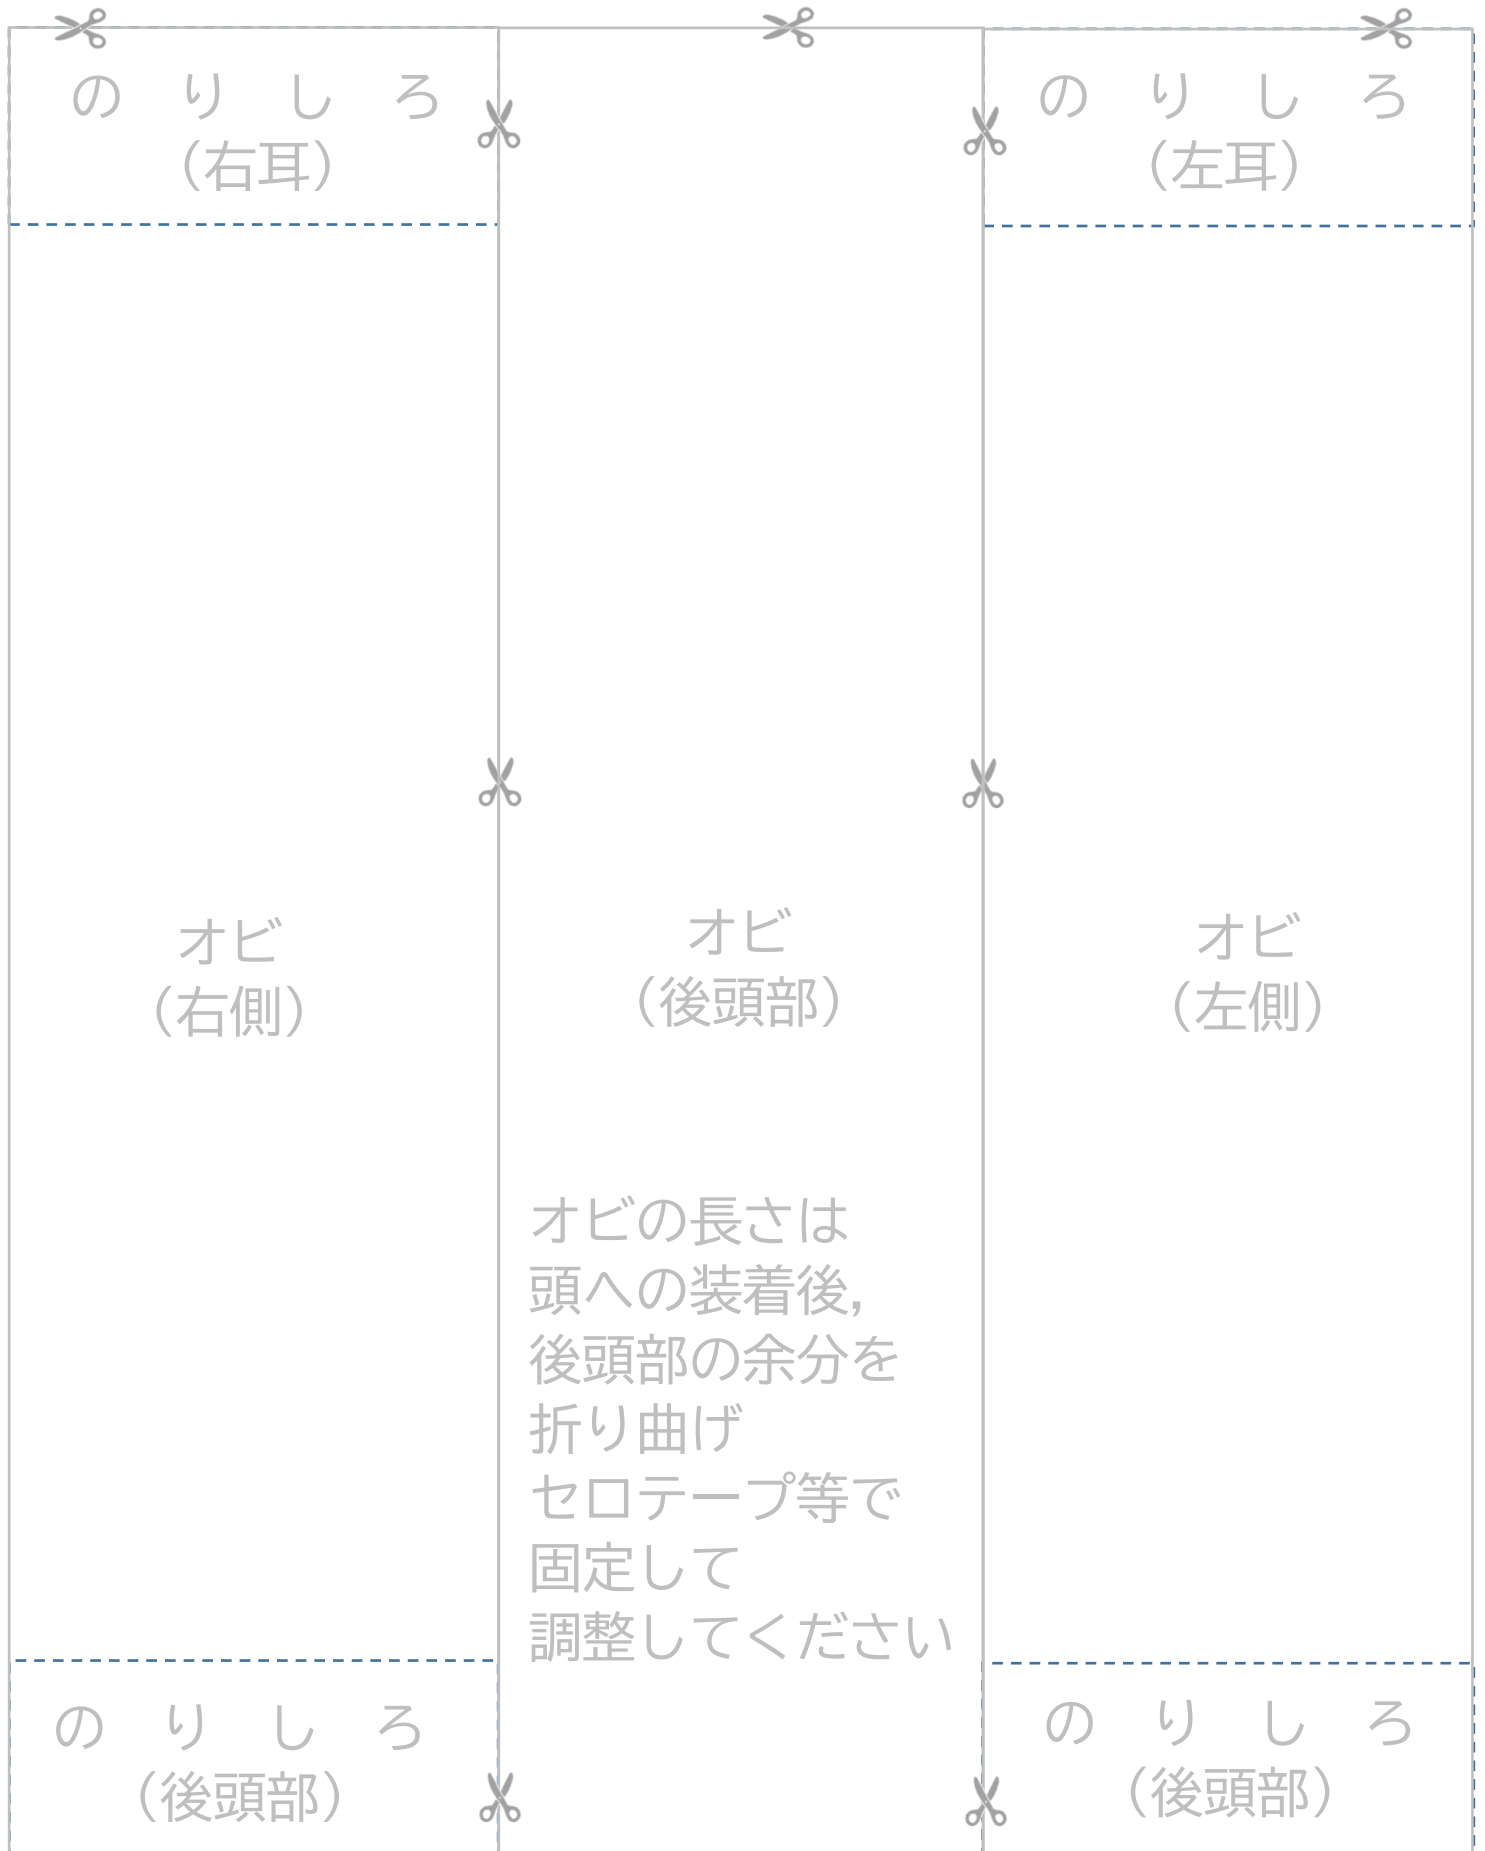 のりしろ
（右耳）
のりしろ
（左耳）
オビ
（右側）
オビ
（後頭部）
オビ
（左側）
オビの長さは
頭への装着後，
後頭部の余分を
折り曲げ
セロテープ等で
固定して
調整してください
のりしろ
（後頭部）
のりしろ
（後頭部）